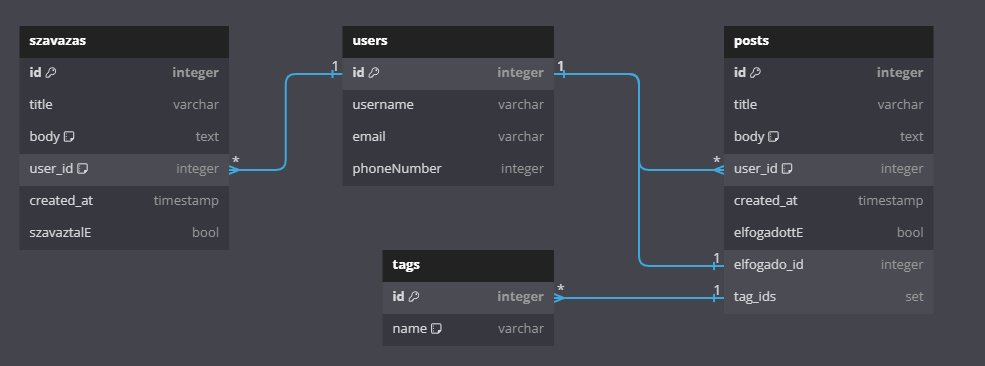 szavazas
id integer
title varchar
body text
user_id integer
created_at timestamp
szavaztalE bool
users
id integer
username varchar
email varchar
phoneNumber integer
posts
id integer
title varchar
body text
user_id integer
created_at timestamp
elfogadottE bool
elfogado_id integer
tag_ids set
tags
id integer
name varchar
1
*
1
*
1
*
1